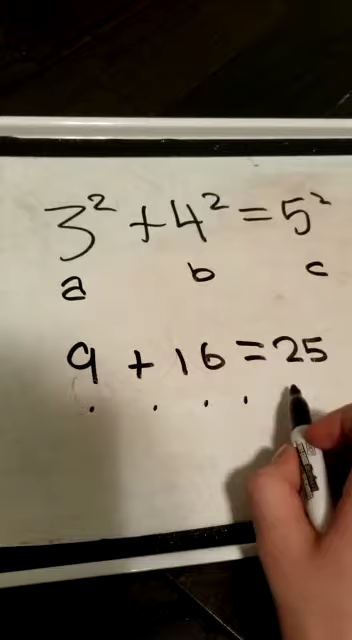 3² + 4² = 5²
a b c
9 + 16 = 25
. . . .